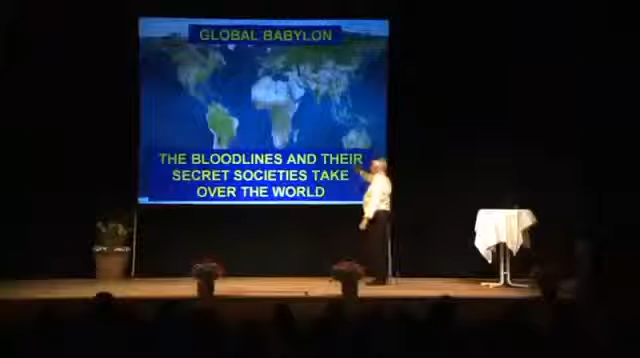 GLOBAL BABYLON
THE BLOODLINES AND THEIR
SECRET SOCIETIES TAKE
OVER THE WORLD